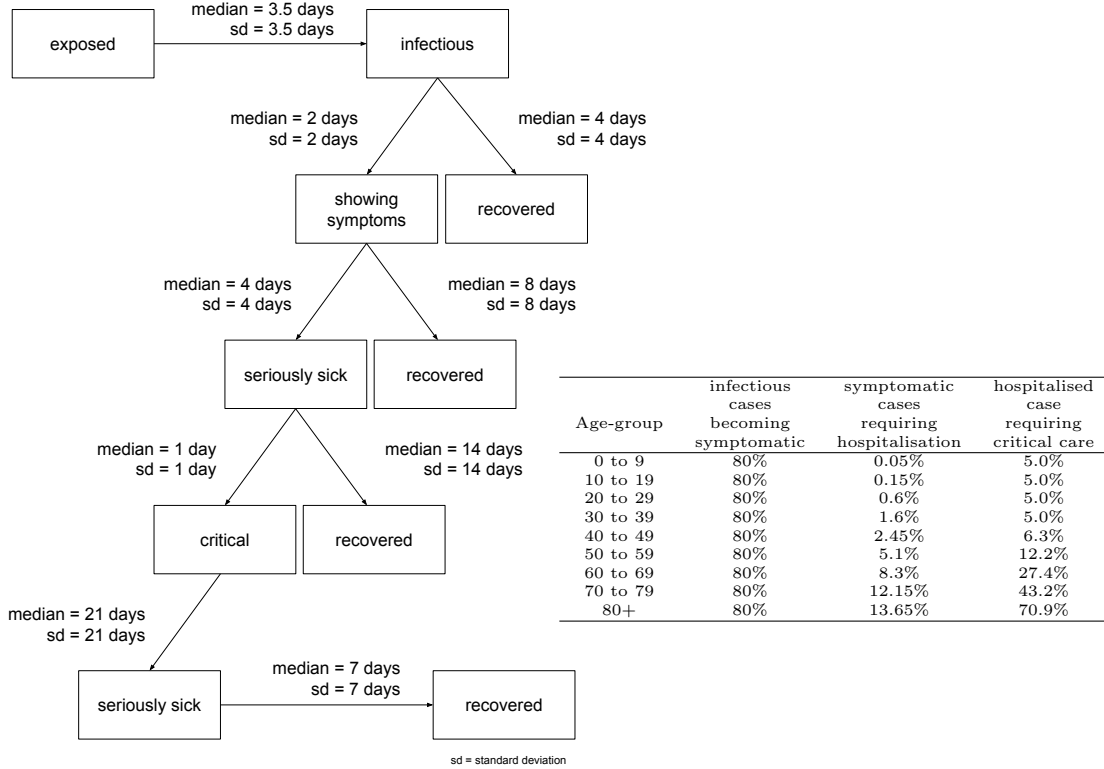 median = 3.5 days
sd = 3.5 days
exposed
infectious
median = 2 days
sd = 2 days
median = 4 days
sd = 4 days
showing
symptoms
recovered
median = 4 days
sd = 4 days
median = 8 days
sd = 8 days
seriously sick
recovered
median = 1 day
sd = 1 day
median = 14 days
sd = 14 days
critical
recovered
median = 21 days
sd = 21 days
median = 7 days
sd = 7 days
seriously sick
recovered
sd = standard deviation
infectious symptomatic hospitalised
cases cases case
Age-group becoming requiring requiring
symptomatic hospitalisation critical care
0 to 9 80% 0.05% 5.0%
10 to 19 80% 0.15% 5.0%
20 to 29 80% 0.6% 5.0%
30 to 39 80% 1.6% 5.0%
40 to 49 80% 2.45% 6.3%
50 to 59 80% 5.1% 12.2%
60 to 69 80% 8.3% 27.4%
70 to 79 80% 12.15% 43.2%
80+ 80% 13.65% 70.9%